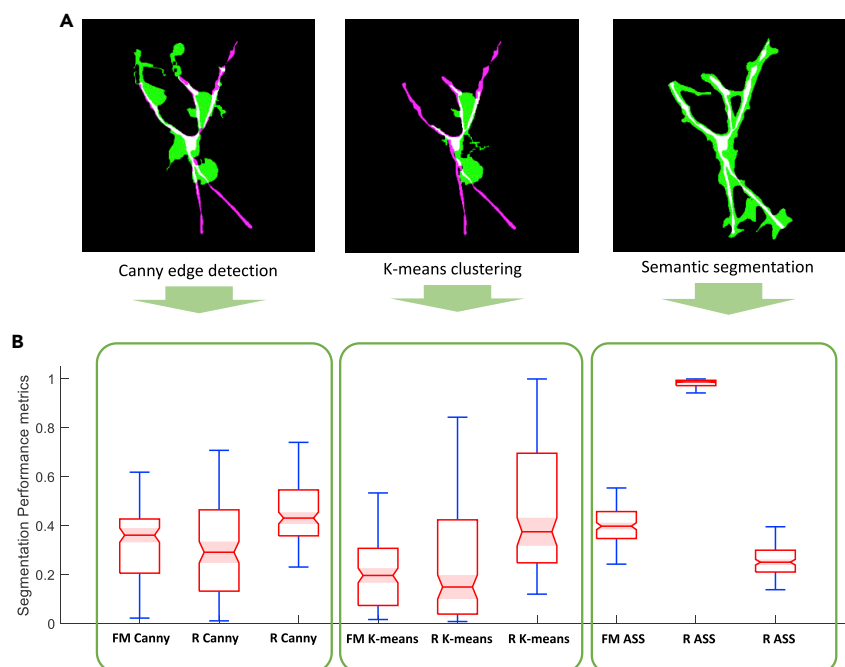 A
Canny edge detection
K-means clustering
Semantic segmentation
B
Segmentation Performance metrics
1
0.8
0.6
0.4
0.2
0
FM Canny
R Canny
R Canny
FM K-means
R K-means
R K-means
FM ASS
R ASS
R ASS